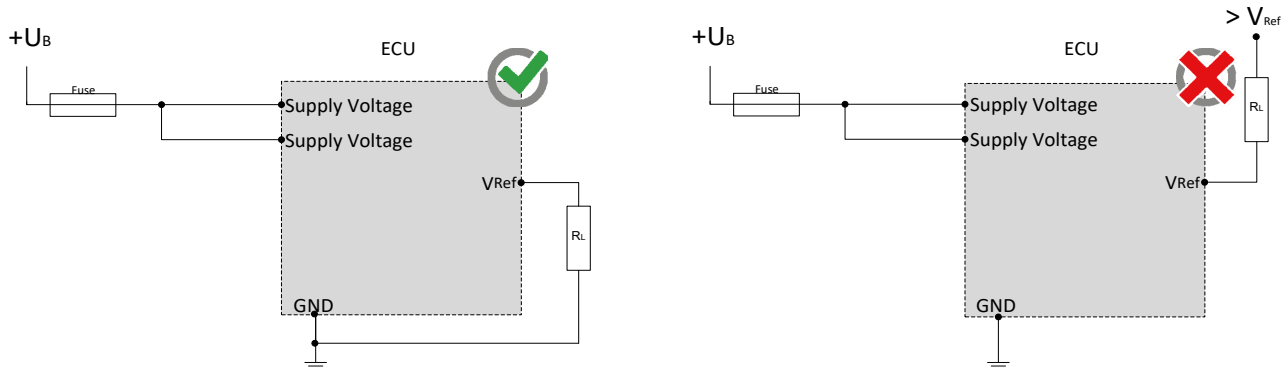 +UB
ECU
Fuse
Supply Voltage
Supply Voltage
VRef
RL
GND
> VRef
+UB
ECU
Fuse
Supply Voltage
Supply Voltage
RL
VRef
GND